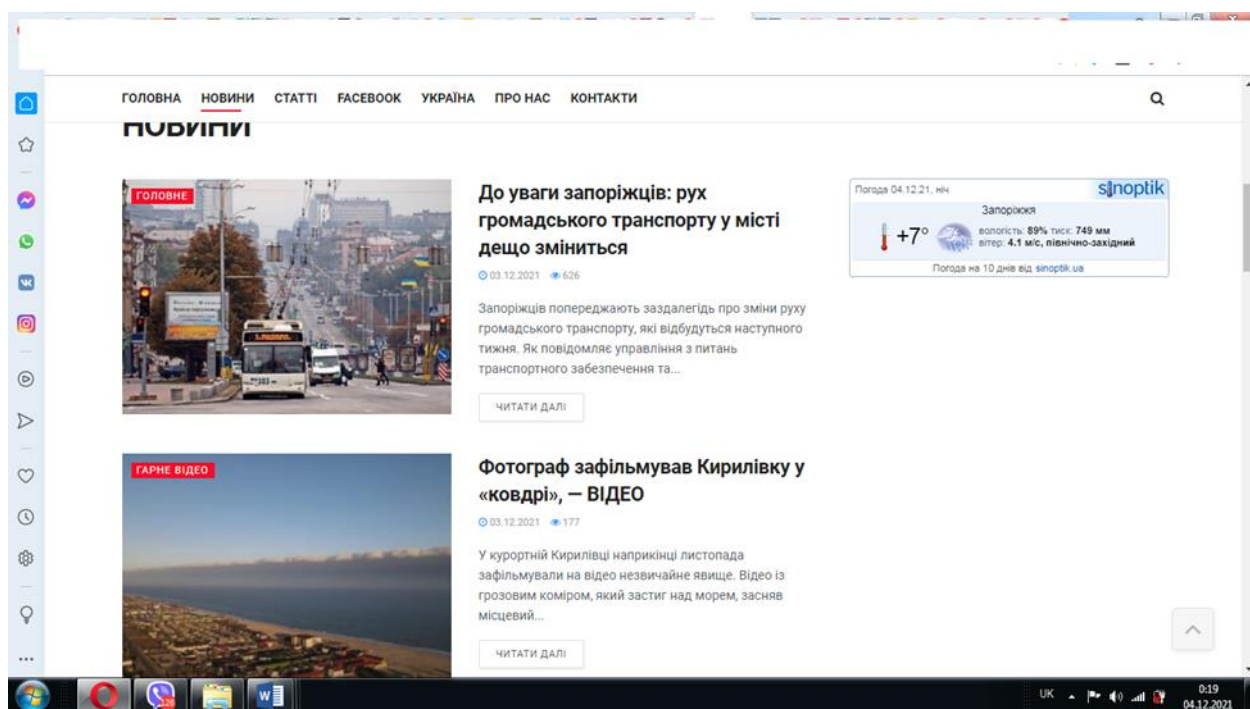 ГОЛОВНА НОВИНИ СТАТТІ FACEBOOK УКРАЇНА ПРО НАС КОНТАКТИ
НОВИНИ
ГОЛОВНЕ
До уваги запоріжців: рух
громадського транспорту у місті
дещо зміниться
03.12.2021 626
Запоріжців попереджають заздалегідь про зміни руху
громадського транспорту, які відбудуться наступного
тижня. Як повідомляє управління з питань
транспортного забезпечення та...
ЧИТАТИ ДАЛІ
Погода 04.12.21, ніч
sinoptik
Запоріжжя
+7°
вологість: 89% тиск: 749 мм
вітер: 4.1 м/с, північно-західний
Погода на 10 днів від sinoptik.ua
ГАРНЕ ВІДЕО
Фотограф зафільмував Кирилівку у
«ковдрі», — ВІДЕО
03.12.2021 177
У курортній Кирилівці наприкінці листопада
зафільмували на відео незвичайне явище. Відео із
грозовим коміром, який застиг над морем, засняв
місцевий...
ЧИТАТИ ДАЛІ
UK
0:19
04.12.2021